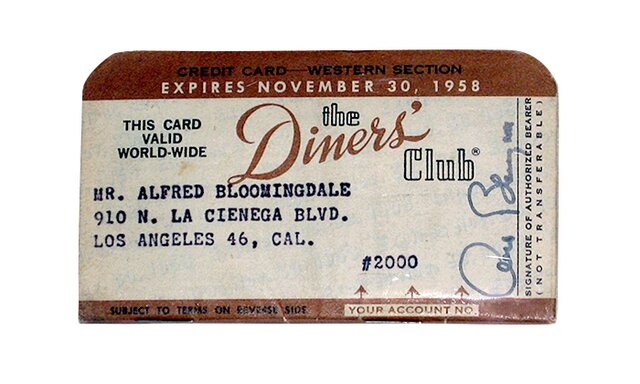 CREDIT CARD—WESTERN SECTION
EXPIRES NOVEMBER 30, 1958
THIS CARD
VALID
WORLD-WIDE
the
Diners'
Club®
MR. ALFRED BLOOMINGDALE
910 N. LA CIENEGA BLVD.
LOS ANGELES 46, CAL.
#2000
SUBJECT TO TERMS ON REVERSE SIDE
YOUR ACCOUNT NO.
SIGNATURE OF AUTHORIZED BEARER
(NOT TRANSFERABLE)